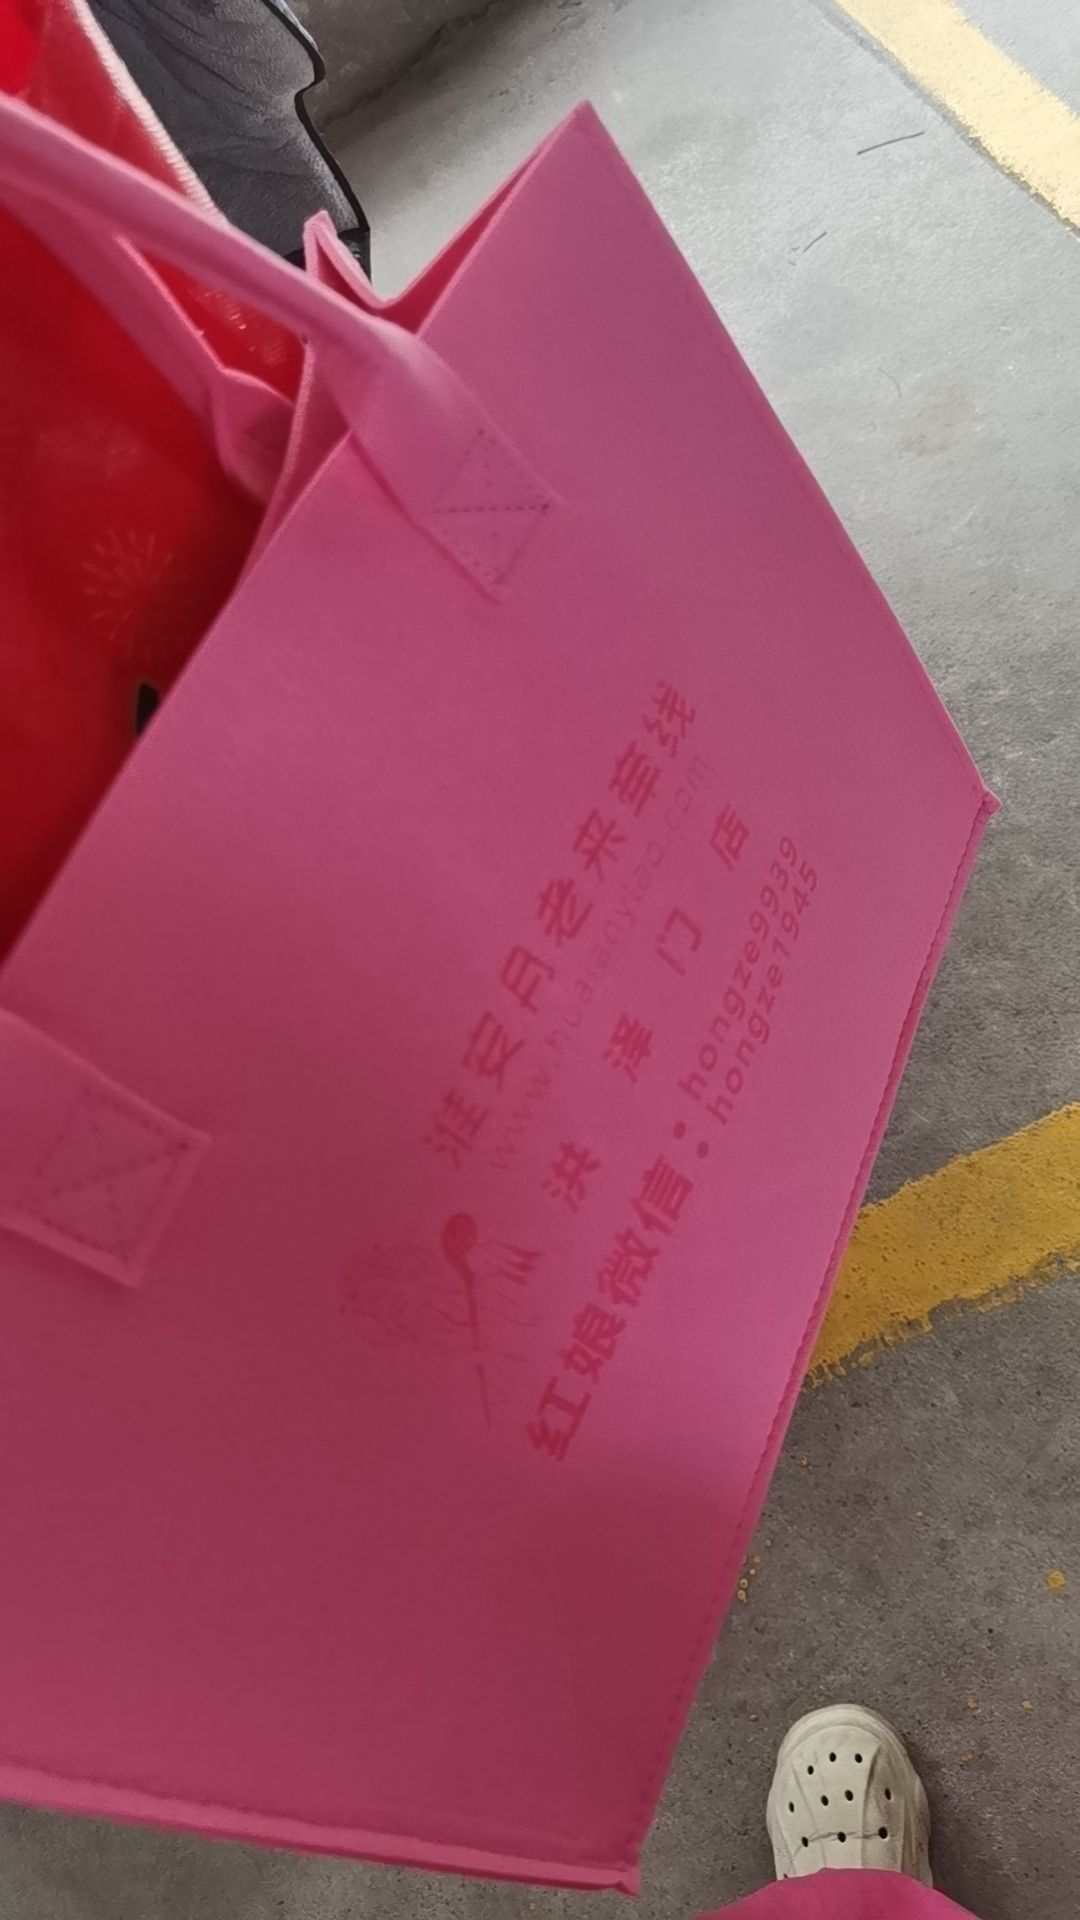 淮安月老来牵线
www.huaianylao.com
洪泽门店
红娘微信：hongze9939
hongze1945